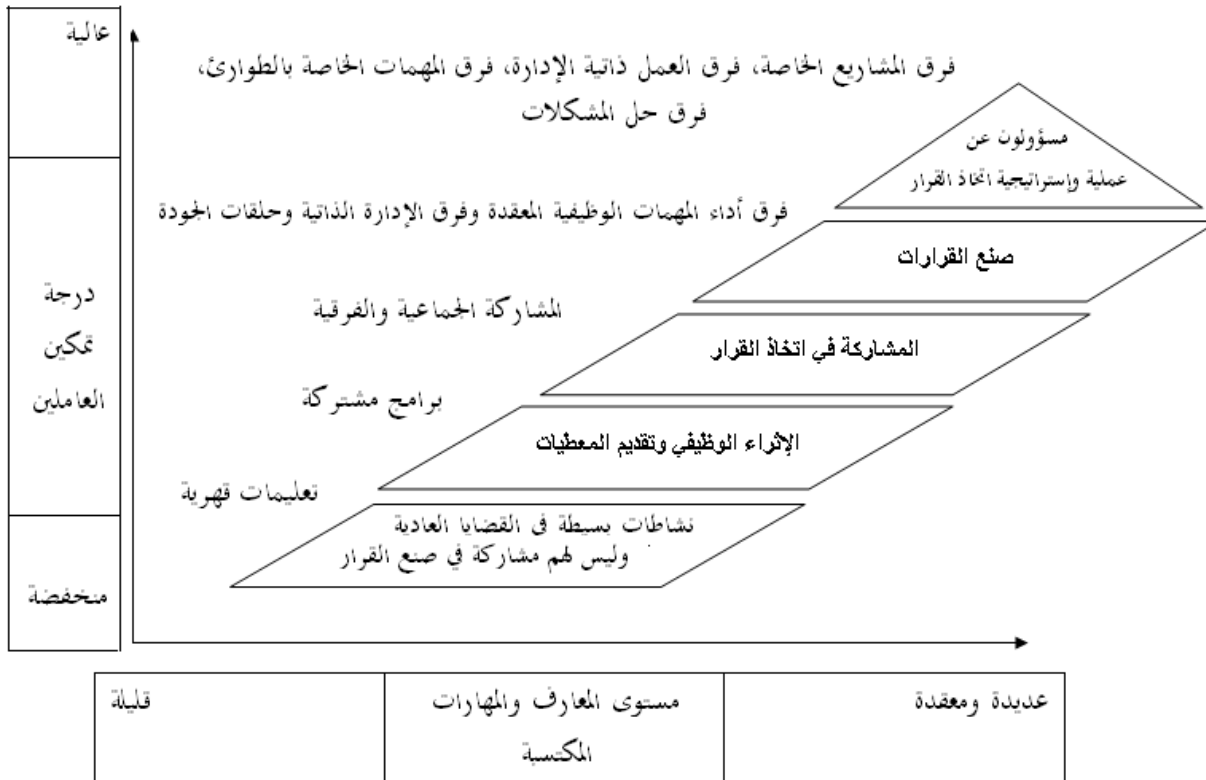 عالية
فرق المشاريع الخاصة، فرق العمل ذاتية الإدارة، فرق المهمات الخاصة بالطوارئ،
فرق حل المشكلات
مسؤولون عن
عملية وإستراتيجية اتخاذ القرار
فرق أداء المهمات الوظيفية المعقدة وفرق الإدارة الذاتية وحلقات الجودة
صنع القرارات
درجة
تمكين
العاملين
المشاركة الجماعية والفرقية
المشاركة في اتخاذ القرار
برامج مشتركة
الإثراء الوظيفي وتقديم المعطيات
تعليمات قهرية
نشاطات بسيطة في القضايا العادية
وليس لهم مشاركة في صنع القرار
منخفضة
عديدة ومعقدة
مستوى المعارف والمهارات
المكتسبة
قليلة